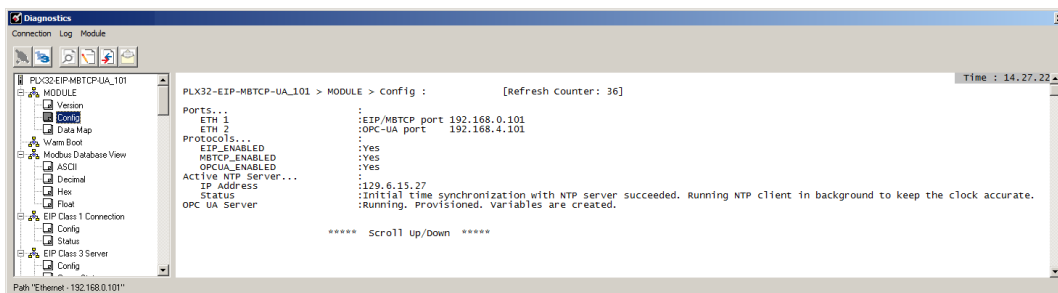 Diagnostics
Connection Log Module
PLX32-EIP-MBTCP-UA_101
MODULE
Version
Config
Data Map
Warm Boot
Modbus Database View
ASCII
Decimal
Hex
Float
EIP Class 1 Connection
Config
Status
EIP Class 3 Server
Config
Time : 14.27.22
PLX32-EIP-MBTCP-UA_101 > MODULE > Config : [Refresh Counter: 36]
Ports... :
ETH 1 :EIP/MBTCP port 192.168.0.101
ETH 2 :OPC-UA port 192.168.4.101
Protocols... :
EIP_ENABLED :Yes
MBTCP_ENABLED :Yes
OPCUA_ENABLED :Yes
Active NTP Server... :
IP Address :129.6.15.27
Status :Initial time synchronization with NTP server succeeded. Running NTP client in background to keep the clock accurate.
OPC UA Server :Running. Provisioned. Variables are created.
***** Scroll Up/Down *****
Path "Ethernet - 192.168.0.101"